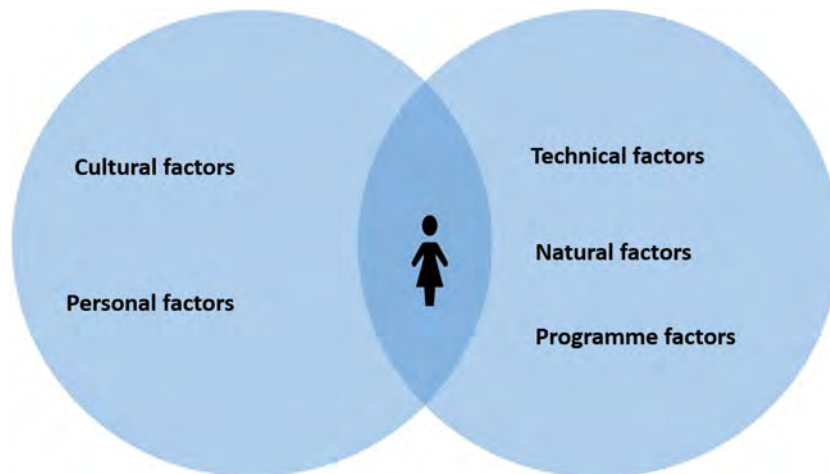 Cultural factors
Personal factors
Technical factors
Natural factors
Programme factors